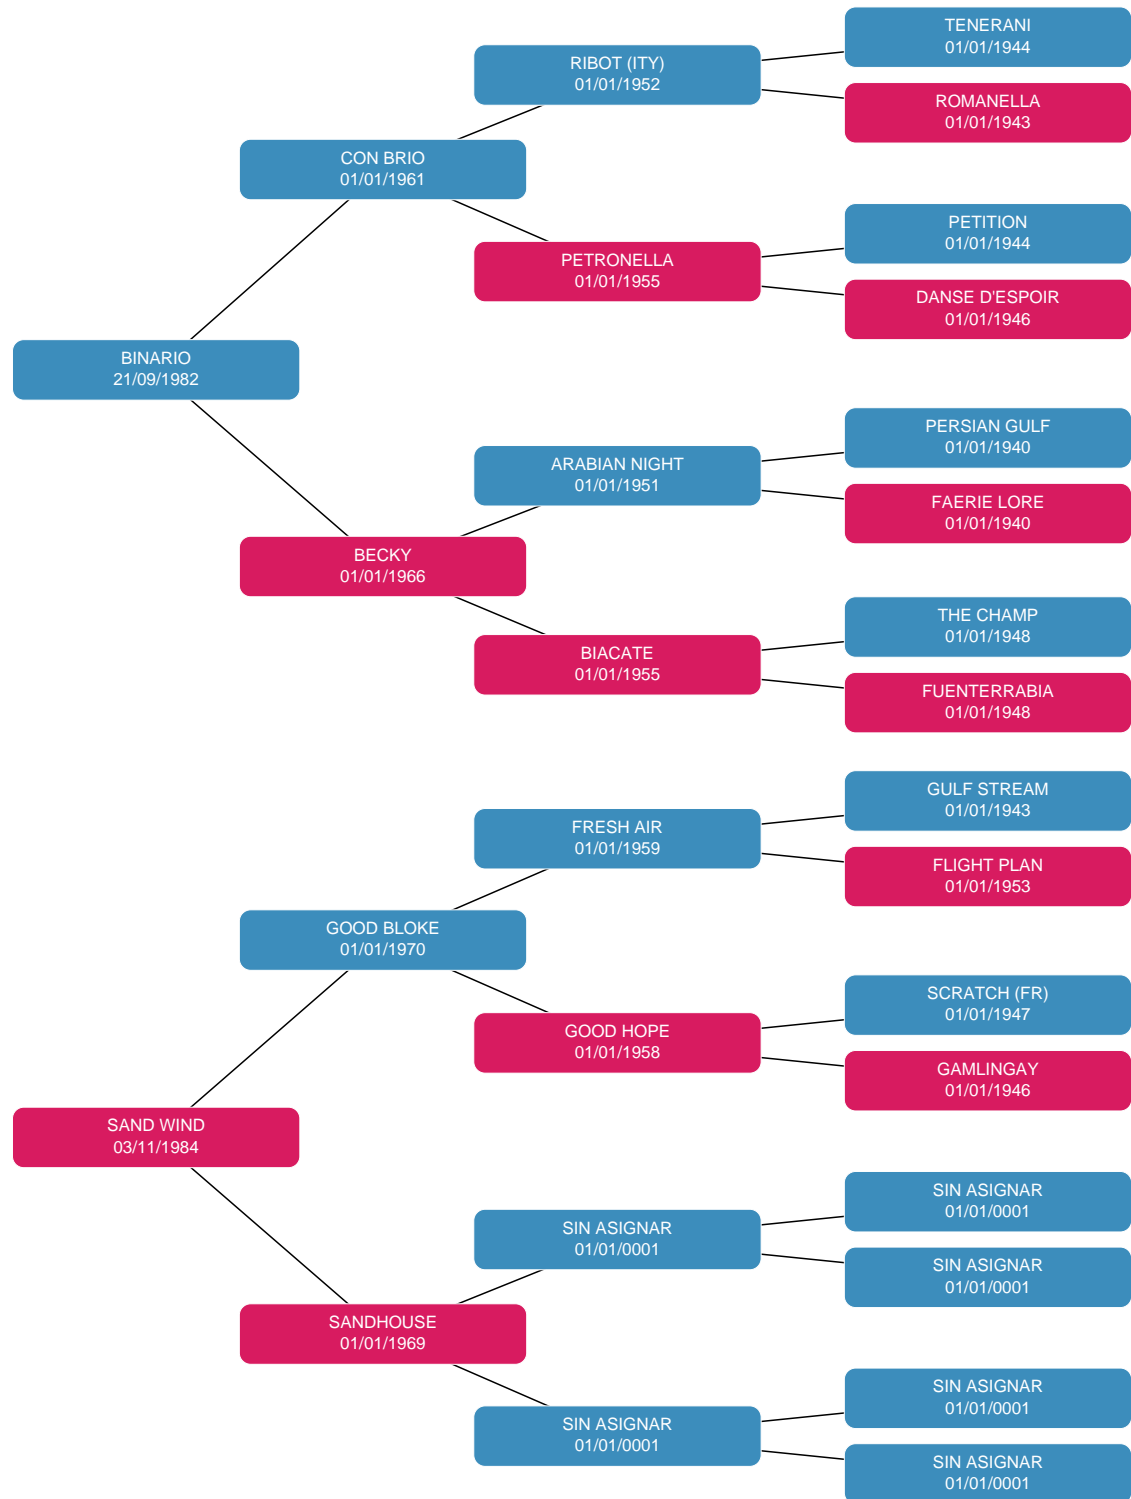 TENERANI
01/01/1944
RIBOT (ITY)
01/01/1952
ROMANELLA
01/01/1943
CON BRIO
01/01/1961
PETITION
01/01/1944
PETRONELLA
01/01/1955
DANSE D'ESPOIR
01/01/1946
BINARIO
21/09/1982
PERSIAN GULF
01/01/1940
ARABIAN NIGHT
01/01/1951
FAERIE LORE
01/01/1940
BECKY
01/01/1966
THE CHAMP
01/01/1948
BIACATE
01/01/1955
FUENTERRABIA
01/01/1948
GULF STREAM
01/01/1943
FRESH AIR
01/01/1959
FLIGHT PLAN
01/01/1953
GOOD BLOKE
01/01/1970
SCRATCH (FR)
01/01/1947
GOOD HOPE
01/01/1958
GAMLINGAY
01/01/1946
SAND WIND
03/11/1984
SIN ASIGNAR
01/01/0001
SIN ASIGNAR
01/01/0001
SIN ASIGNAR
01/01/0001
SANDHOUSE
01/01/1969
SIN ASIGNAR
01/01/0001
SIN ASIGNAR
01/01/0001
SIN ASIGNAR
01/01/0001